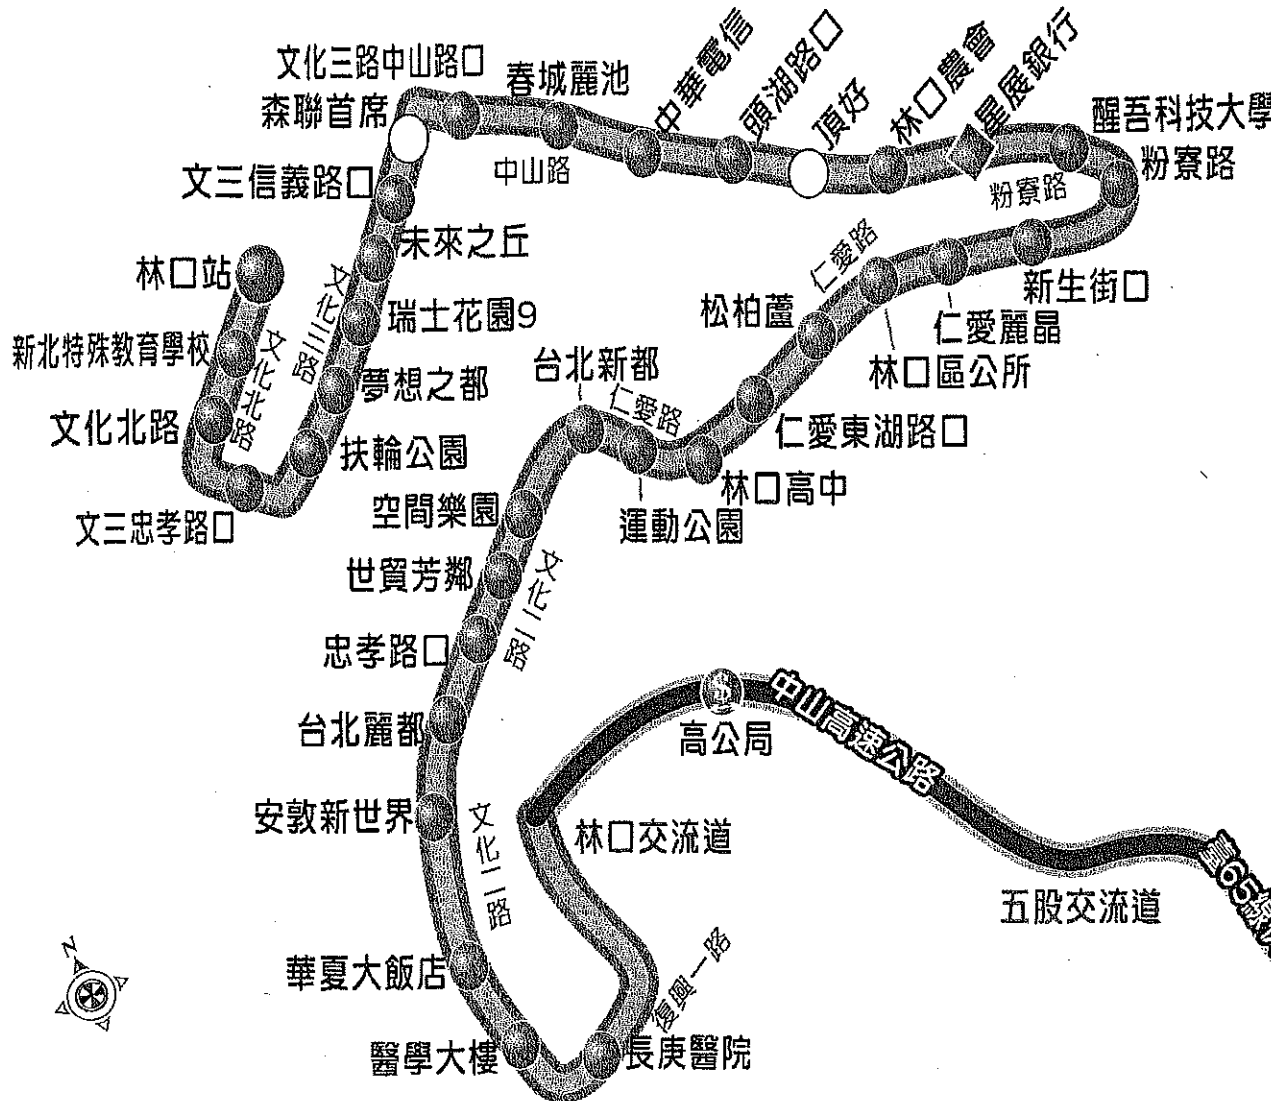 文化三路中山路口
森聯首席
春城麗池
中華電信
頭湖路口
頂好
林口農會
星展銀行
醒吾科技大學
粉寮路
中山路
粉寮路
文三信義路口
未來之丘
林口站
文化三路
瑞士花園9
新北特殊教育學校
文化北路
夢想之都
文化北路
扶輪公園
文三忠孝路口
仁愛路
新生街口
仁愛麗晶
松柏蘆
林口區公所
台北新都
仁愛路
仁愛東湖路口
林口高中
運動公園
空間樂園
世貿芳鄰
文化二路
忠孝路口
台北麗都
高公局
中山高速公路
安敦新世界
文化二路
林口交流道
五股交流道
臺65線
華夏大飯店
復興一路
醫學大樓
長庚醫院
N
$